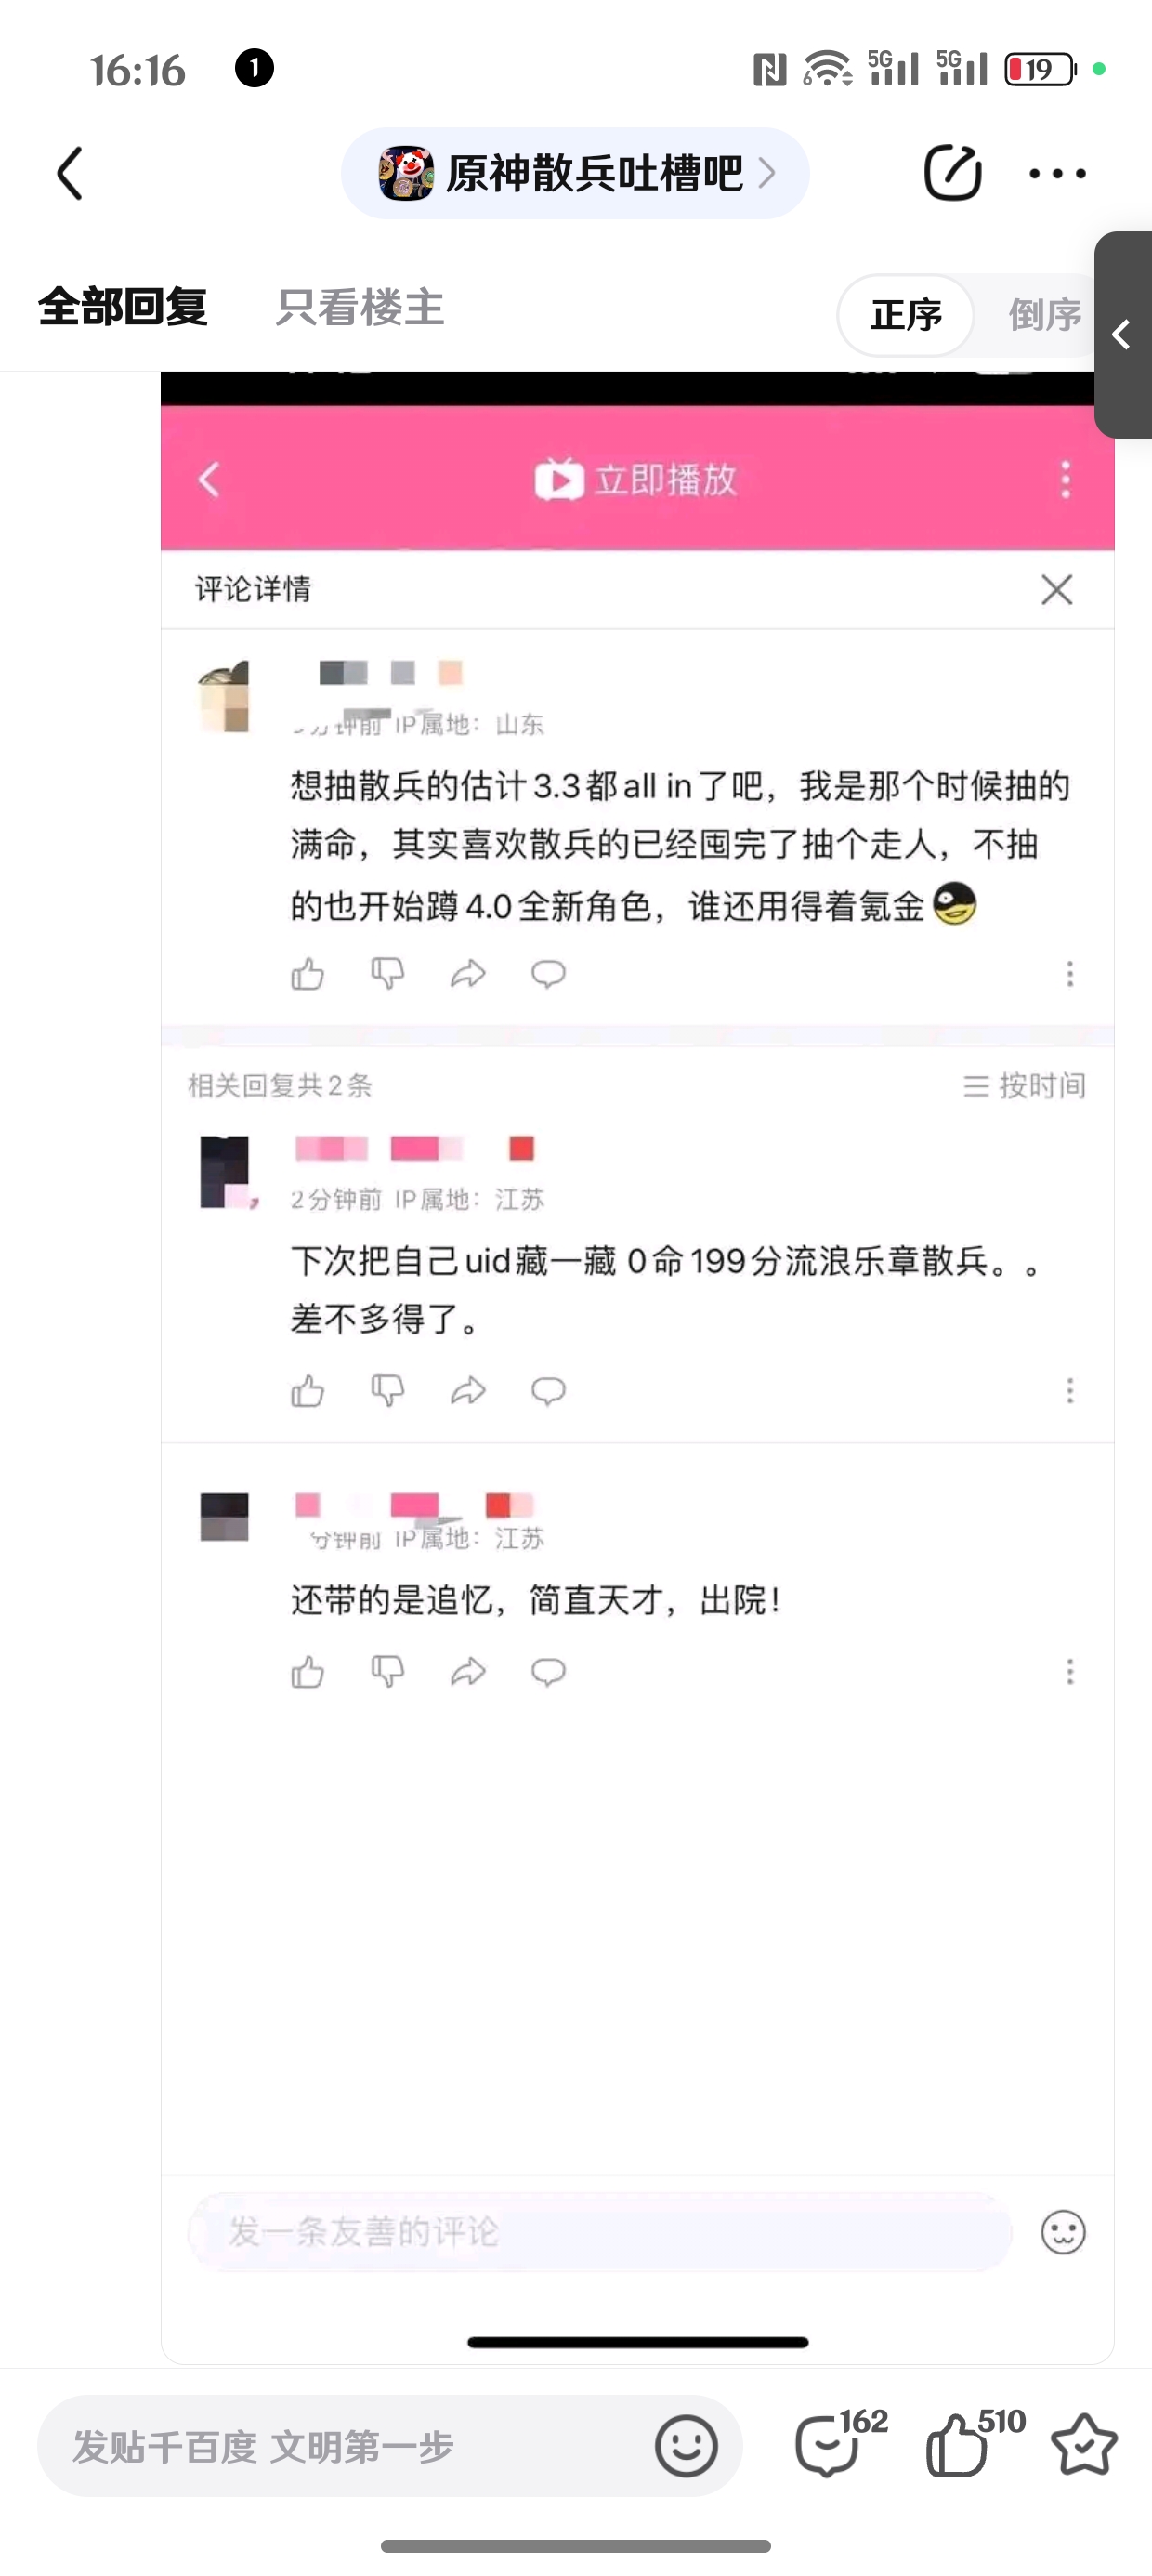 16:16
1
6
5G
5G
19
原神散兵吐槽吧
全部回复
只看楼主
正序
倒序
立即播放
评论详情
分钟前 IP属地：山东
想抽散兵的估计3.3都all in了吧，我是那个时候抽的
满命，其实喜欢散兵的已经囤完了抽个走人，不抽
的也开始蹲4.0全新角色，谁还用得着氪金
相关回复共2条
按时间
2分钟前 IP属地：江苏
下次把自己uid藏一藏 0命199分流浪乐章散兵。。
差不多得了。
分钟前 IP属地：江苏
还带的是追忆，简直天才，出院！
发一条友善的评论
发贴千百度 文明第一步
162
510